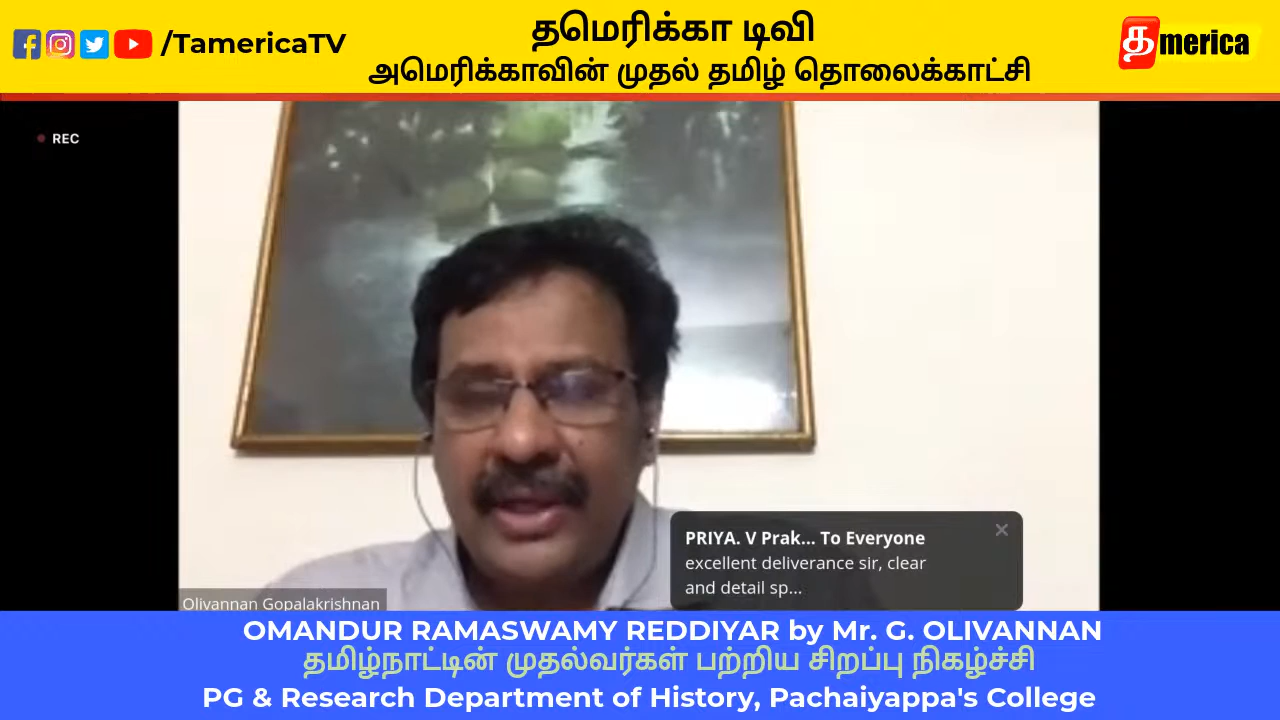 தமெரிக்கா டிவி
/TamericaTV
அமெரிக்காவின் முதல் தமிழ் தொலைக்காட்சி
தmerica
REC
PRIYA. V Prak... To Everyone
excellent deliverance sir, clear
and detail sp...
Olivannan Gopalakrishnan
OMANDUR RAMASWAMY REDDIYAR by Mr. G. OLIVANNAN
தமிழ்நாட்டின் முதல்வர்கள் பற்றிய சிறப்பு நிகழ்ச்சி
PG & Research Department of History, Pachaiyappa's College